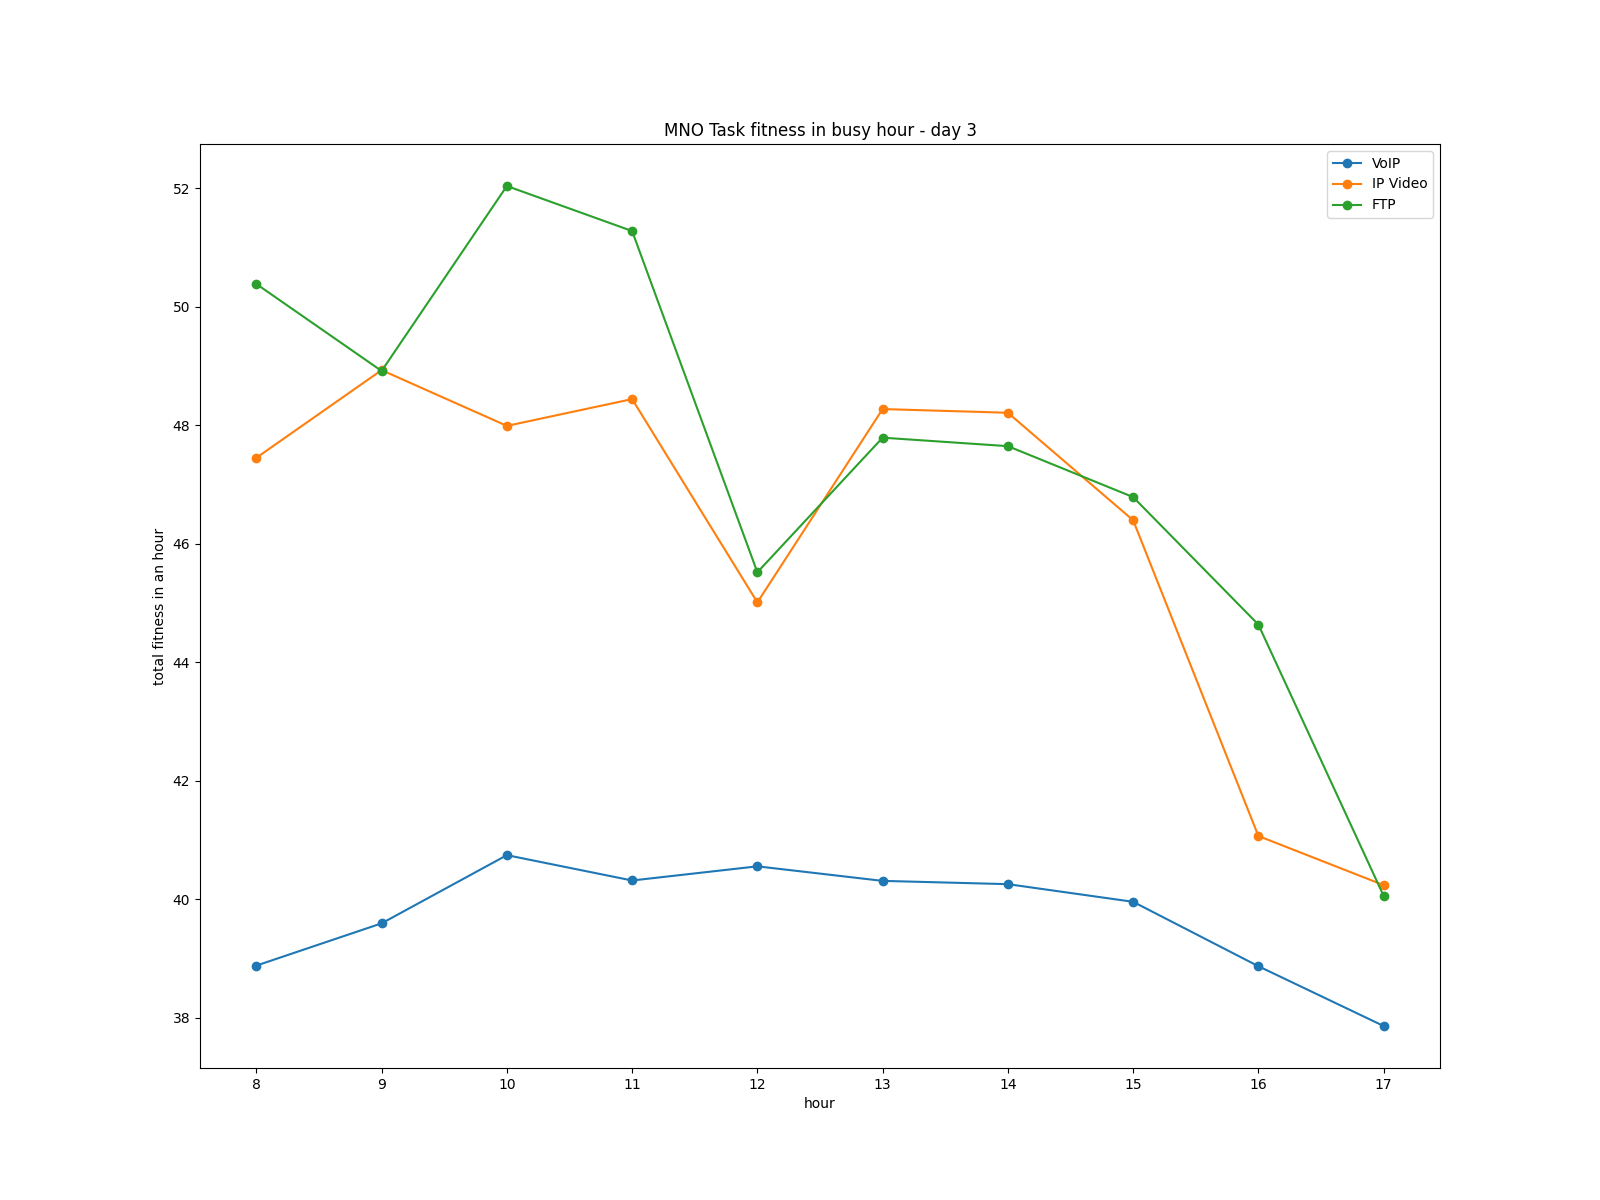 MNO Task fitness in busy hour - day 3
VoIP
IP Video
FTP
52
50
48
46
44
42
40
38
total fitness in an hour
8 9 10 11 12 13 14 15 16 17
hour